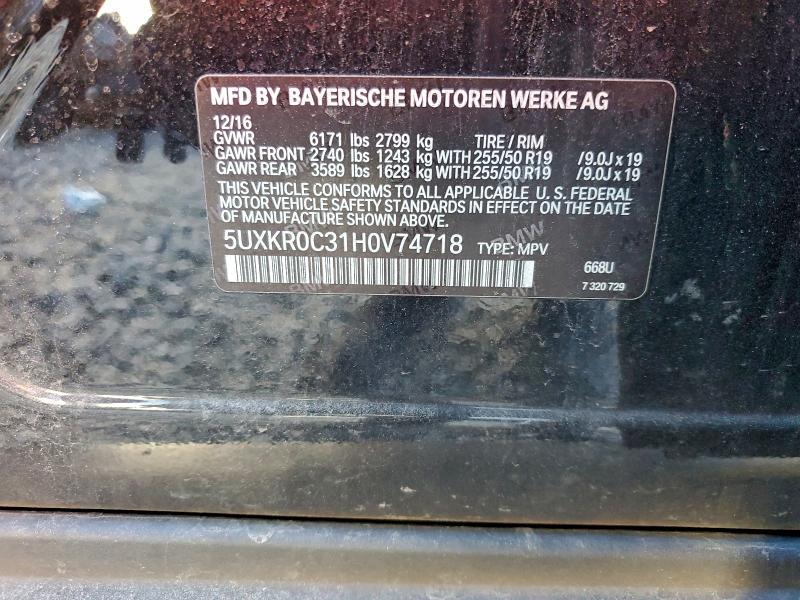 MFD BY BAYERISCHE MOTOREN WERKE AG
12/16
GVWR 6171 lbs 2799 kg TIRE / RIM
GAWR FRONT 2740 lbs 1243 kg WITH 255/50 R19 /9.0J x 19
GAWR REAR 3589 lbs 1628 kg WITH 255/50 R19 /9.0J x 19
THIS VEHICLE CONFORMS TO ALL APPLICABLE U.S. FEDERAL
MOTOR VEHICLE SAFETY STANDARDS IN EFFECT ON THE DATE
OF MANUFACTURE SHOWN ABOVE.
5UXKR0C31H0V74718 TYPE: MPV
668U
7 320 729